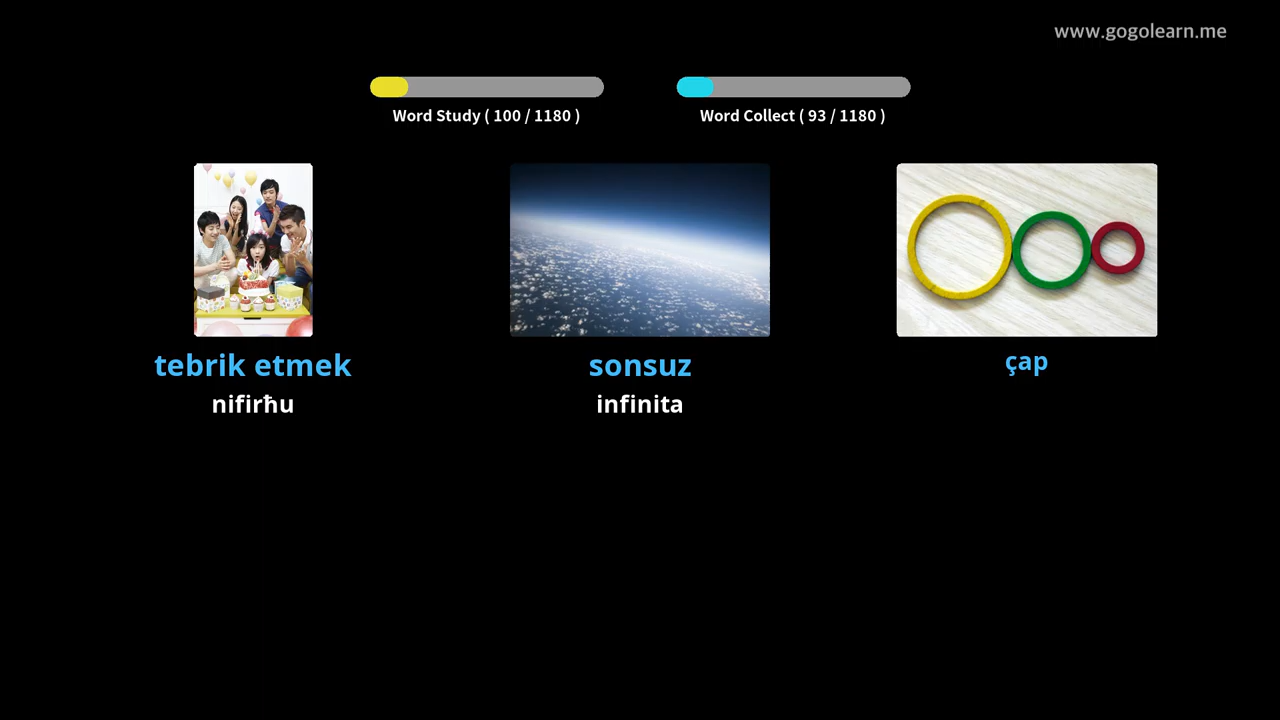 www.gogolearn.me
Word Study ( 100 / 1180 )
Word Collect ( 93 / 1180 )
tebrik etmek
nifirħu
sonsuz
infinita
çap